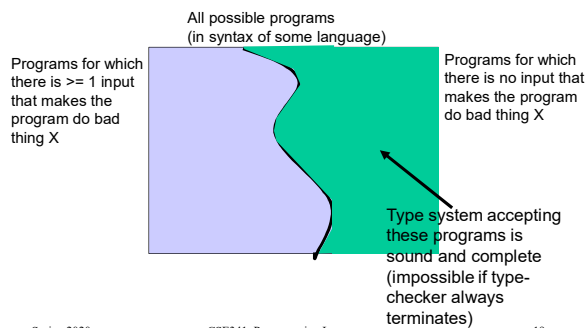 All possible programs
(in syntax of some language)
Programs for which
there is >= 1 input
that makes the
program do bad
thing X
Programs for which
there is no input that
makes the program
do bad thing X
Type system accepting
these programs is
sound and complete
(impossible if type-
checker always
terminates)